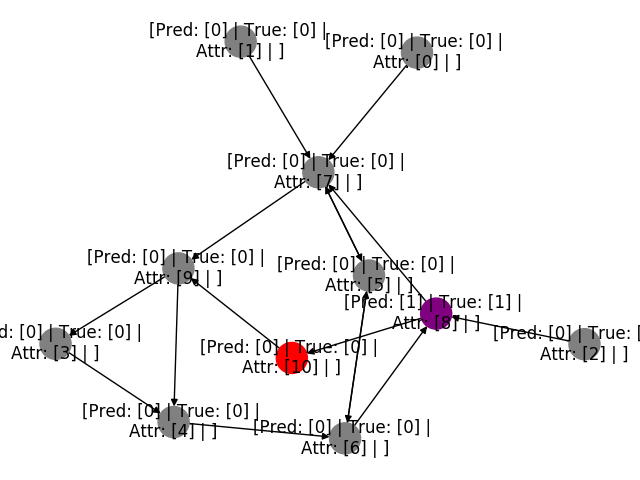 [Pred: [0] | True: [0] |
Attr: [1] | ]
[Pred: [0] | True: [0] |
Attr: [0] | ]
[Pred: [0] | True: [0] |
Attr: [7] | ]
[Pred: [0] | True: [0] |
Attr: [9] | ]
[Pred: [0] | True: [0] |
Attr: [5] | ]
[Pred: [1] | True: [1] |
Attr: [8] | ]
d: [0] | True: [0] |
Attr: [3] | ]
[Pred: [0] | True: [0] |
Attr: [10] | ]
[Pred: [0] | True: [
Attr: [2] | ]
[Pred: [0] | True: [0] |
Attr: [4] | ]
[Pred: [0] | True: [0] |
Attr: [6] | ]